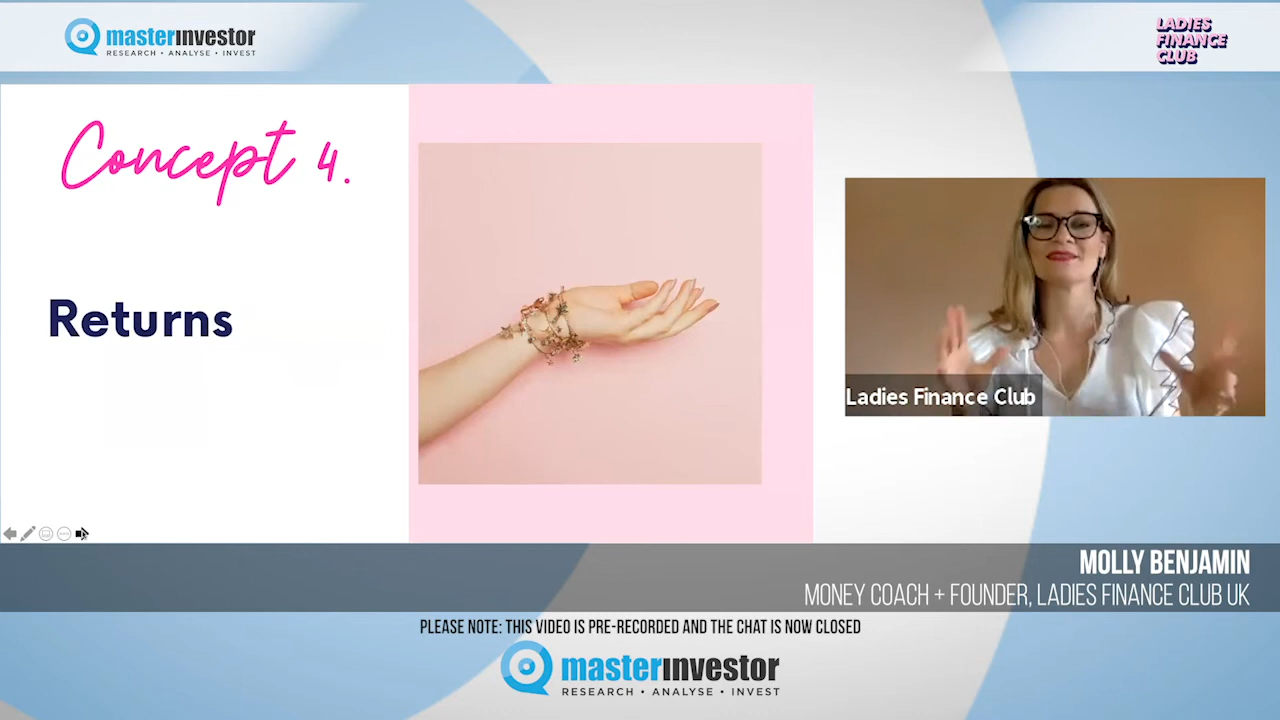 masterinvestor
RESEARCH • ANALYSE • INVEST
LADIES
FINANCE
CLUB
Concept 4.
Returns
Ladies Finance Club
MOLLY BENJAMIN
MONEY COACH + FOUNDER, LADIES FINANCE CLUB UK
PLEASE NOTE: THIS VIDEO IS PRE-RECORDED AND THE CHAT IS NOW CLOSED
masterinvestor
RESEARCH • ANALYSE • INVEST